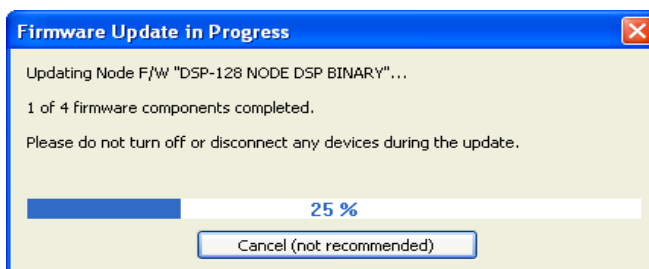 Firmware Update in Progress
Updating Node F/W "DSP-128 NODE DSP BINARY"...
1 of 4 firmware components completed.
Please do not turn off or disconnect any devices during the update.
25 %
Cancel (not recommended)